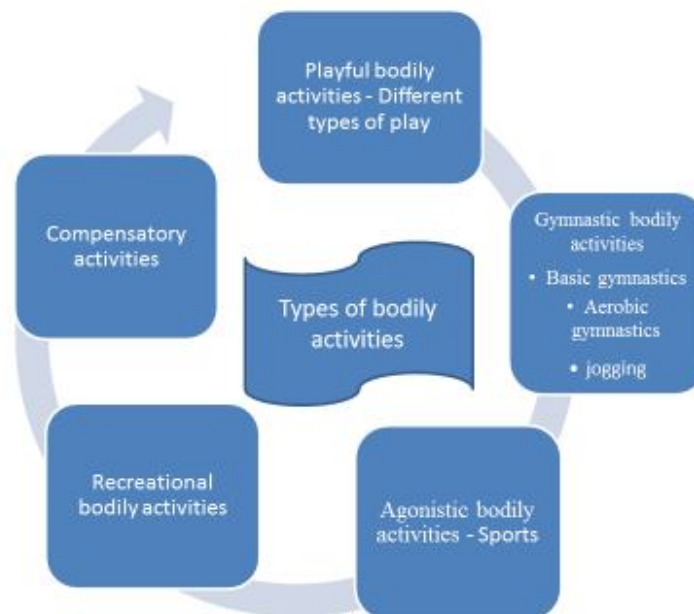 Playful bodily
activities - Different
types of play
Gymnastic bodily
activities
• Basic gymnastics
• Aerobic
gymnastics
• jogging
Agonistic bodily
activities - Sports
Recreational
bodily activities
Compensatory
activities
Types of bodily
activities